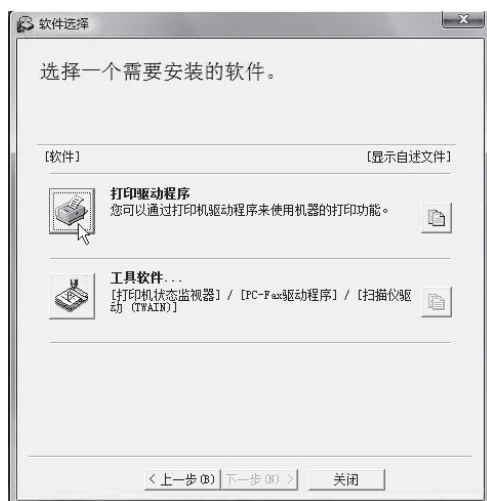 软件选择
选择一个需要安装的软件。
[软件] [显示自述文件]
打印驱动程序
您可以通过打印机驱动程序来使用机器的打印功能。
工具软件...
[打印机状态监视器] / [PC-Fax驱动程序] / [扫描仪驱
动 (TWAIN)]
< 上一步(B) 下一步(N) > 关闭